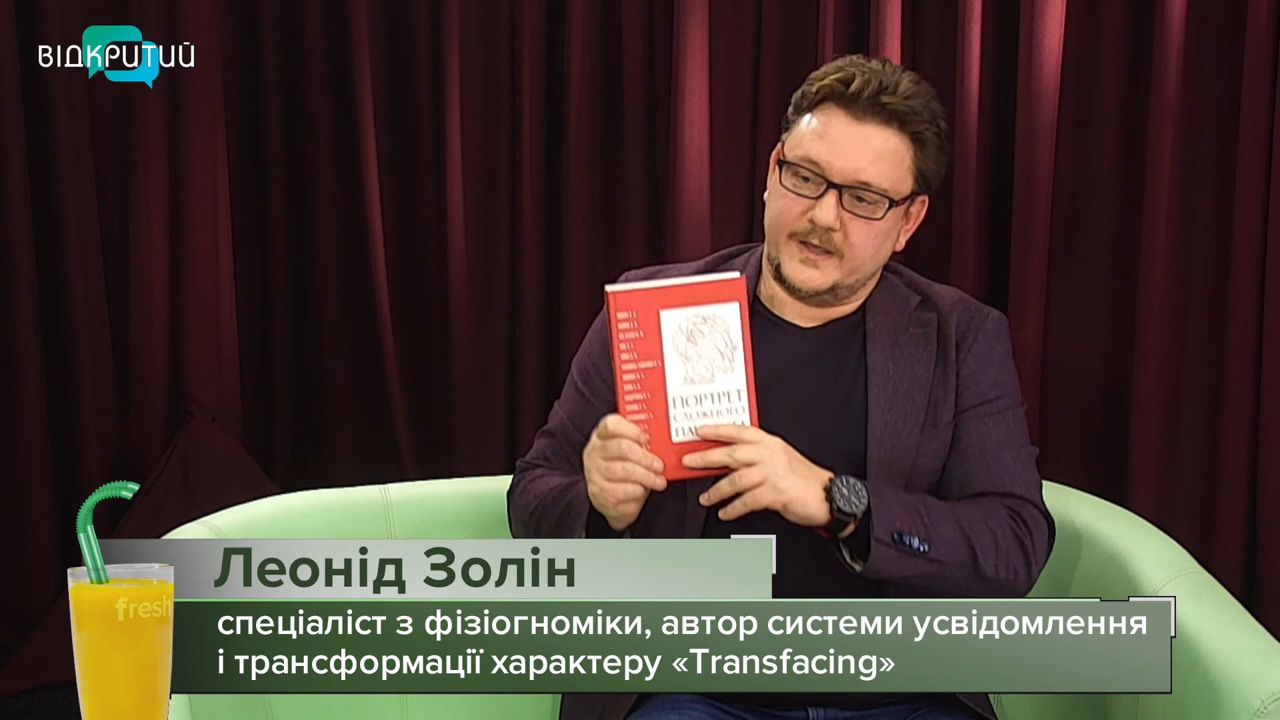 ВІДКРИТИЙ
ПОРТРЕТ
СЛОЖНОГО
fresh
Леонід Золін
спеціаліст з фізіогноміки, автор системи усвідомлення
і трансформації характеру «Transfacing»